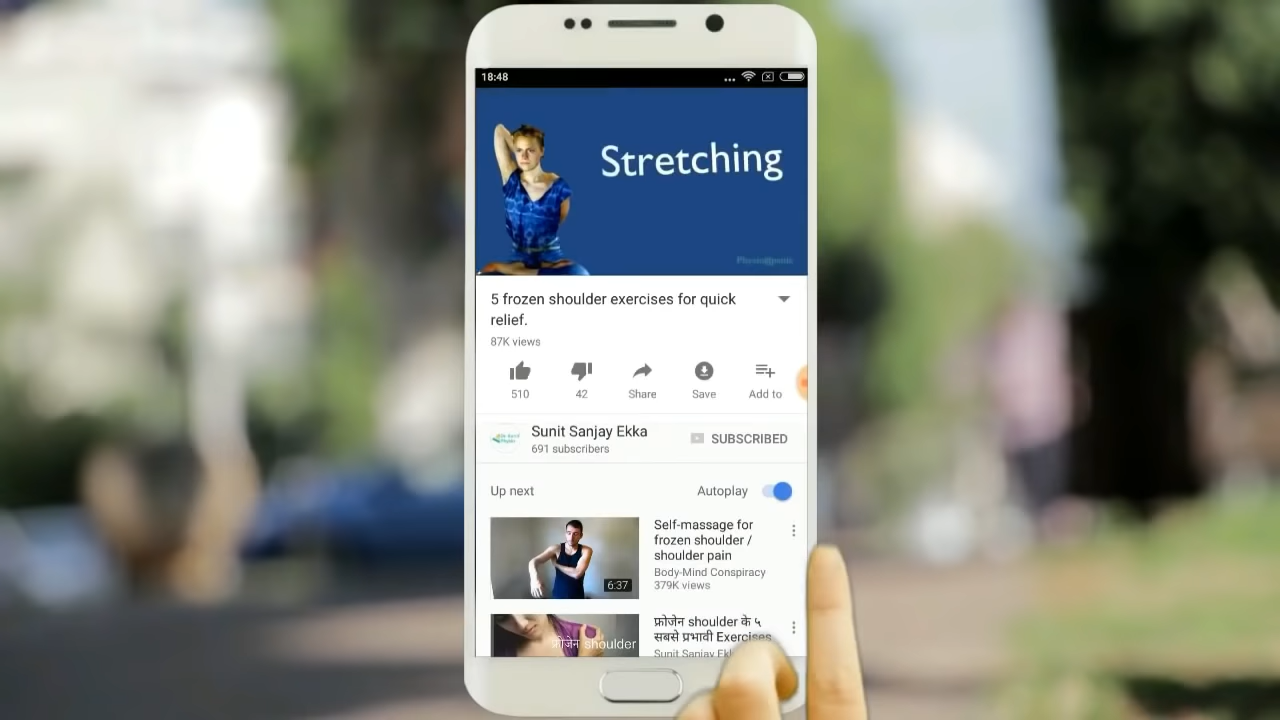 18:48
Stretching
5 frozen shoulder exercises for quick
relief.
87K views
510
42
Share
Save
Add to
Sunit Sanjay Ekka
691 subscribers
SUBSCRIBED
Up next
Autoplay
6:37
Self-massage for
frozen shoulder /
shoulder pain
Body-Mind Conspiracy
379K views
फ्रोजेन shoulder
फ्रोजेन shoulder के ५
सबसे प्रभावी Exercises
Sunit Sanjay